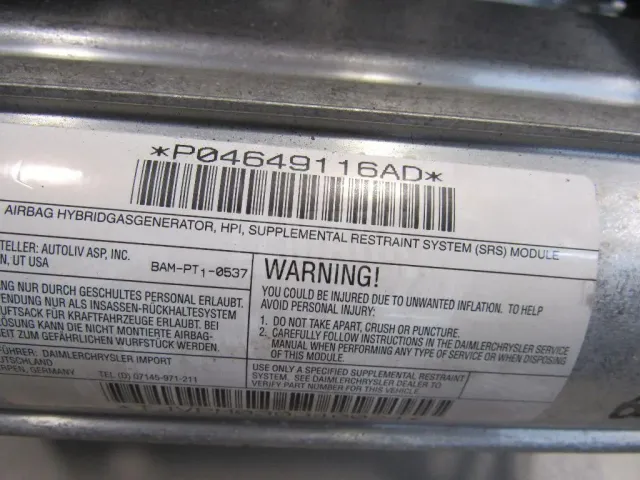 *P04649116AD*
AIRBAG HYBRIDGASGENERATOR, HPI, SUPPLEMENTAL RESTRAINT SYSTEM (SRS) MODULE
TELLER: AUTOLIV ASP, INC.
N, UT USA
BAM-PT1-0537
UNG NUR DURCH GESCHULTES PERSONAL ERLAUBT.
ENDUNG NUR ALS INSASSEN-RÜCKHALTESYSTEM
UFTSACK FÜR KRAFTFAHRZEUGE ERLAUBT.
LÖSUNG KANN DIE NICHT MONTIERTE AIRBAG-
EIT ZUM GEFÄHRLICHEN WURFSTÜCK WERDEN.
FÜHRER: DAIMLERCHRYSLER IMPORT
UTSCHLAND
RPEN, GERMANY
TEL (03) 07145-971-211
WARNING!
YOU COULD BE INJURED DUE TO UNWANTED INFLATION. TO HELP
AVOID PERSONAL INJURY:
1. DO NOT TAKE APART, CRUSH OR PUNCTURE.
2. CAREFULLY FOLLOW INSTRUCTIONS IN THE DAIMLERCHRYSLER SERVICE
MANUAL WHEN PERFORMING ANY TYPE OF SERVICE OR WHEN DISPOSING
OF THIS MODULE.
USE ONLY A SPECIFIED SUPPLEMENTAL RESTRAINT
SYSTEM. SEE DAIMLERCHRYSLER DEALER TO
VERIFY PART NUMBER FOR THIS VEHICLE.